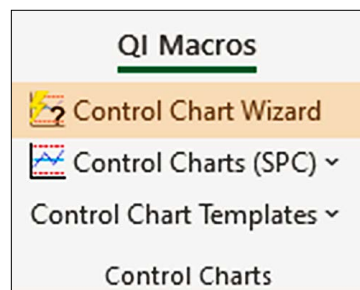 QI Macros
Control Chart Wizard
Control Charts (SPC)
Control Chart Templates
Control Charts